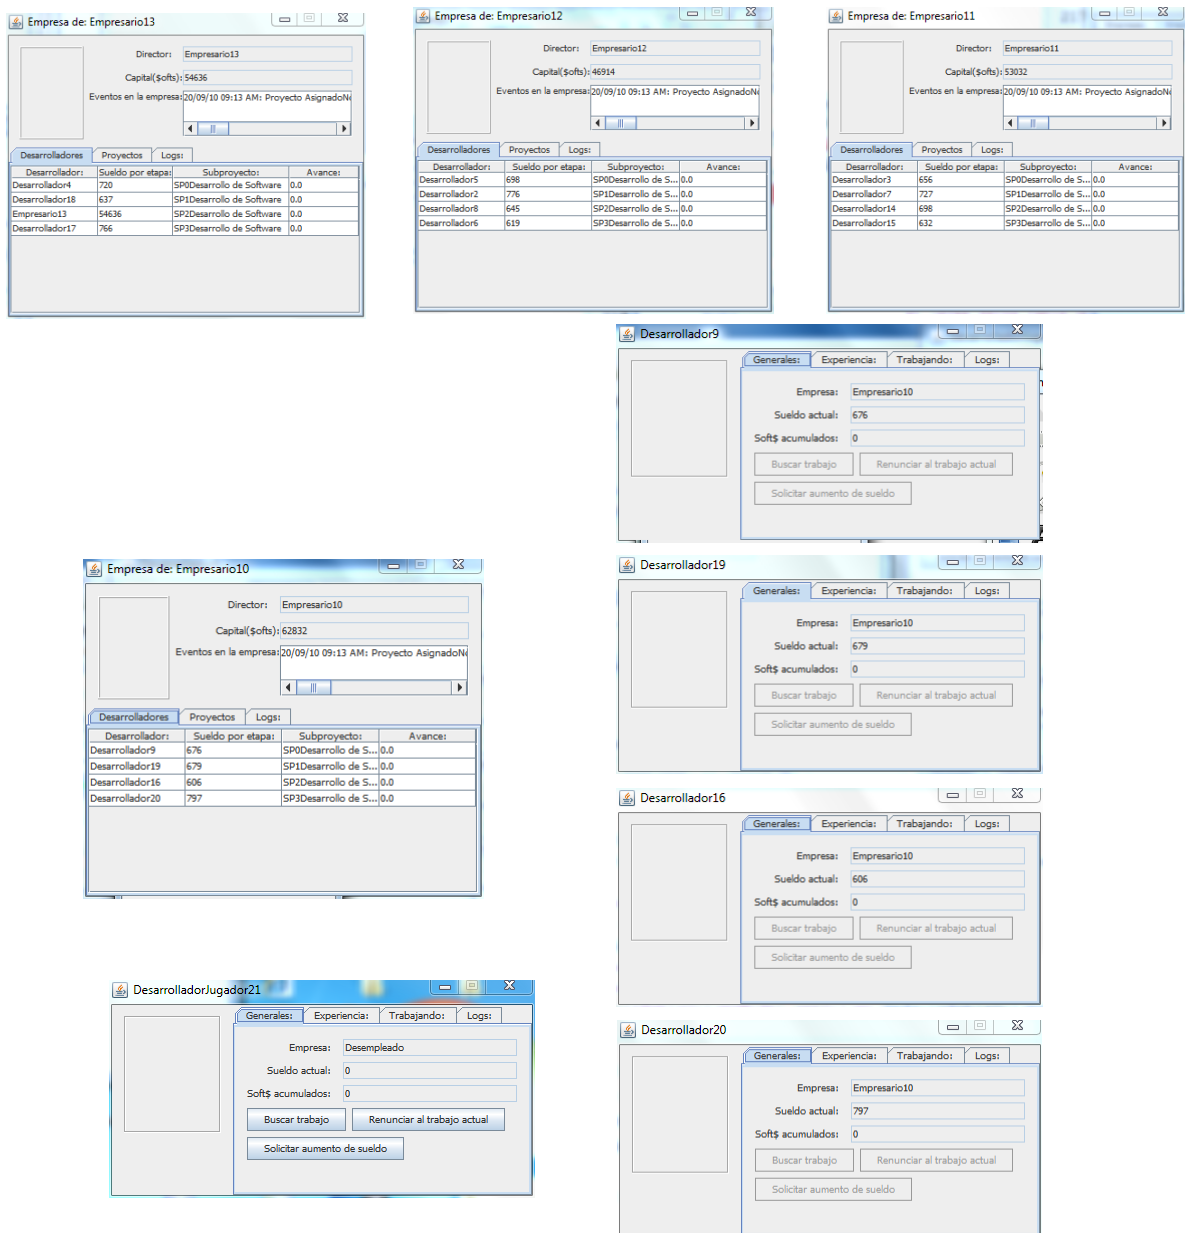 Empresa de: Empresario13
Director: Empresario13
Capital($ofts): 54636
Eventos en la empresa: 20/09/10 09:13 AM: Proyecto AsignadoNo
Desarrolladores Proyectos Logs:
Desarrollador: Sueldo por etapa: Subproyecto: Avance:
Desarrollador4 720 SP0Desarrollo de Software 0.0
Desarrollador18 637 SP1Desarrollo de Software 0.0
Empresario13 54636 SP2Desarrollo de Software 0.0
Desarrollador17 766 SP3Desarrollo de Software 0.0
Empresa de: Empresario12
Director: Empresario12
Capital($ofts): 46914
Eventos en la empresa: 20/09/10 09:13 AM: Proyecto AsignadoNo
Desarrolladores Proyectos Logs:
Desarrollador: Sueldo por etapa: Subproyecto: Avance:
Desarrollador5 698 SP0Desarrollo de S... 0.0
Desarrollador2 776 SP1Desarrollo de S... 0.0
Desarrollador8 645 SP2Desarrollo de S... 0.0
Desarrollador6 619 SP3Desarrollo de S... 0.0
Empresa de: Empresario11
Director: Empresario11
Capital($ofts): 53032
Eventos en la empresa: 20/09/10 09:13 AM: Proyecto AsignadoNo
Desarrolladores Proyectos Logs:
Desarrollador: Sueldo por etapa: Subproyecto: Avance:
Desarrollador3 656 SP0Desarrollo de S... 0.0
Desarrollador7 727 SP1Desarrollo de S... 0.0
Desarrollador14 698 SP2Desarrollo de S... 0.0
Desarrollador15 632 SP3Desarrollo de S... 0.0
Desarrollador9
Generales: Experiencia: Trabajando: Logs:
Empresa: Empresario10
Sueldo actual: 676
Soft$ acumulados: 0
Buscar trabajo Renunciar al trabajo actual
Solicitar aumento de sueldo
Empresa de: Empresario10
Director: Empresario10
Capital($ofts): 62832
Eventos en la empresa: 20/09/10 09:13 AM: Proyecto AsignadoNo
Desarrolladores Proyectos Logs:
Desarrollador: Sueldo por etapa: Subproyecto: Avance:
Desarrollador9 676 SP0Desarrollo de S... 0.0
Desarrollador19 679 SP1Desarrollo de S... 0.0
Desarrollador16 606 SP2Desarrollo de S... 0.0
Desarrollador20 797 SP3Desarrollo de S... 0.0
Desarrollador19
Generales: Experiencia: Trabajando: Logs:
Empresa: Empresario10
Sueldo actual: 679
Soft$ acumulados: 0
Buscar trabajo Renunciar al trabajo actual
Solicitar aumento de sueldo
Desarrollador16
Generales: Experiencia: Trabajando: Logs:
Empresa: Empresario10
Sueldo actual: 606
Soft$ acumulados: 0
Buscar trabajo Renunciar al trabajo actual
Solicitar aumento de sueldo
DesarrolladorJugador21
Generales: Experiencia: Trabajando: Logs:
Empresa: Desempleado
Sueldo actual: 0
Soft$ acumulados: 0
Buscar trabajo Renunciar al trabajo actual
Solicitar aumento de sueldo
Desarrollador20
Generales: Experiencia: Trabajando: Logs:
Empresa: Empresario10
Sueldo actual: 797
Soft$ acumulados: 0
Buscar trabajo Renunciar al trabajo actual
Solicitar aumento de sueldo